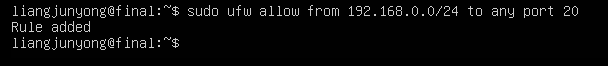 liangjunyong@final:~$ sudo ufw allow from 192.168.0.0/24 to any port 20
Rule added
liangjunyong@final:~$